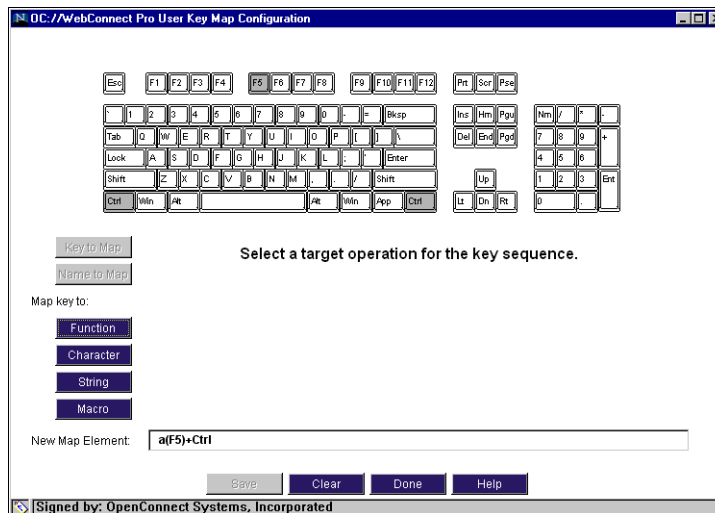 OC://WebConnect Pro User Key Map Configuration
Esc F1 F2 F3 F4 F5 F6 F7 F8 F9 F10 F11 F12 Prt Scr Pse
` 1 2 3 4 5 6 7 8 9 0 - = Bksp Ins Hm Pgu Nm / * -
Tab Q W E R T Y U I O P [ ] \ Del End Pgd 7 8 9 +
Lock A S D F G H J K L ; ' Enter 4 5 6
Shift Z X C V B N M , . / Shift Up 1 2 3 Ent
Ctrl Win Alt Alt Win App Ctrl Lt Dn Rt 0 .
Key to Map
Select a target operation for the key sequence.
Name to Map
Map key to:
Function
Character
String
Macro
New Map Element: a(F5)+Ctrl
Save Clear Done Help
Signed by: OpenConnect Systems, Incorporated